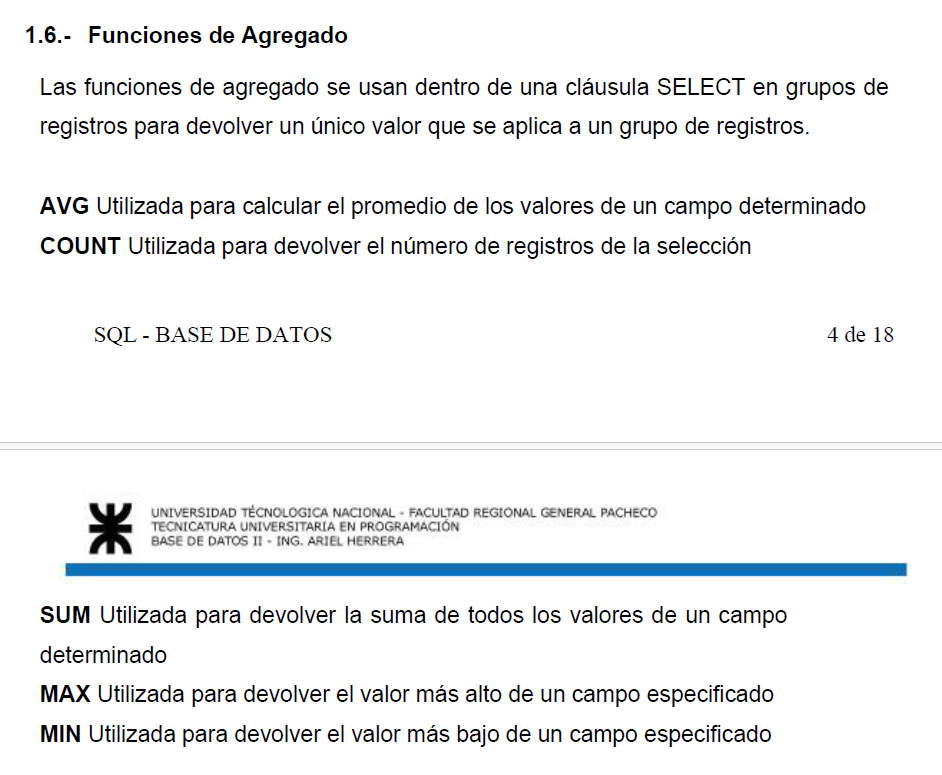 1.6.- Funciones de Agregado
Las funciones de agregado se usan dentro de una cláusula SELECT en grupos de
registros para devolver un único valor que se aplica a un grupo de registros.
AVG Utilizada para calcular el promedio de los valores de un campo determinado
COUNT Utilizada para devolver el número de registros de la selección
SQL - BASE DE DATOS 4 de 18
UNIVERSIDAD TÉCNOLOGICA NACIONAL - FACULTAD REGIONAL GENERAL PACHECO
TECNICATURA UNIVERSITARIA EN PROGRAMACIÓN
BASE DE DATOS II - ING. ARIEL HERRERA
SUM Utilizada para devolver la suma de todos los valores de un campo
determinado
MAX Utilizada para devolver el valor más alto de un campo especificado
MIN Utilizada para devolver el valor más bajo de un campo especificado